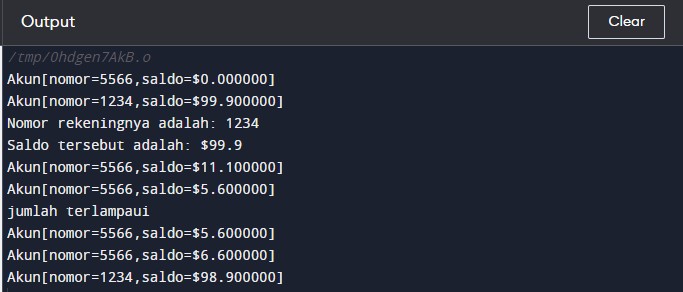 Output
Clear
/tmp/0hdgen7AkB.o
Akun[nomor=5566,saldo=$0.000000]
Akun[nomor=1234,saldo=$99.900000]
Nomor rekeningnya adalah: 1234
Saldo tersebut adalah: $99.9
Akun[nomor=5566,saldo=$11.100000]
Akun[nomor=5566,saldo=$5.600000]
jumlah terlampaui
Akun[nomor=5566,saldo=$5.600000]
Akun[nomor=5566,saldo=$6.600000]
Akun[nomor=1234,saldo=$98.900000]